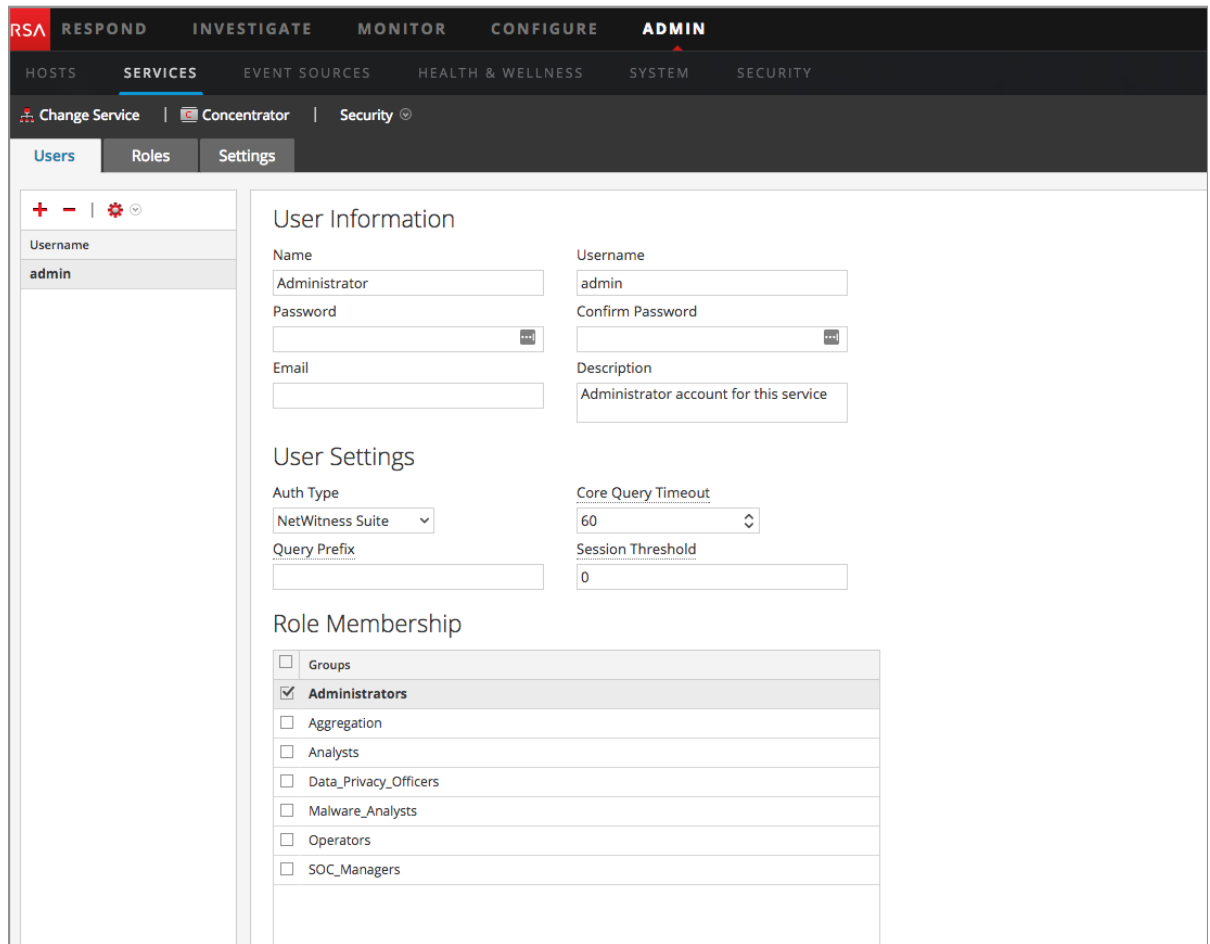 RSA RESPOND INVESTIGATE MONITOR CONFIGURE ADMIN
HOSTS SERVICES EVENT SOURCES HEALTH & WELLNESS SYSTEM SECURITY
Change Service | C Concentrator | Security
Users Roles Settings
Username
admin
User Information
Name Username
Administrator admin
Password Confirm Password
Email Description
Administrator account for this service
User Settings
Auth Type Core Query Timeout
NetWitness Suite 60
Query Prefix Session Threshold
0
Role Membership
Groups
Administrators
Aggregation
Analysts
Data_Privacy_Officers
Malware_Analysts
Operators
SOC_Managers